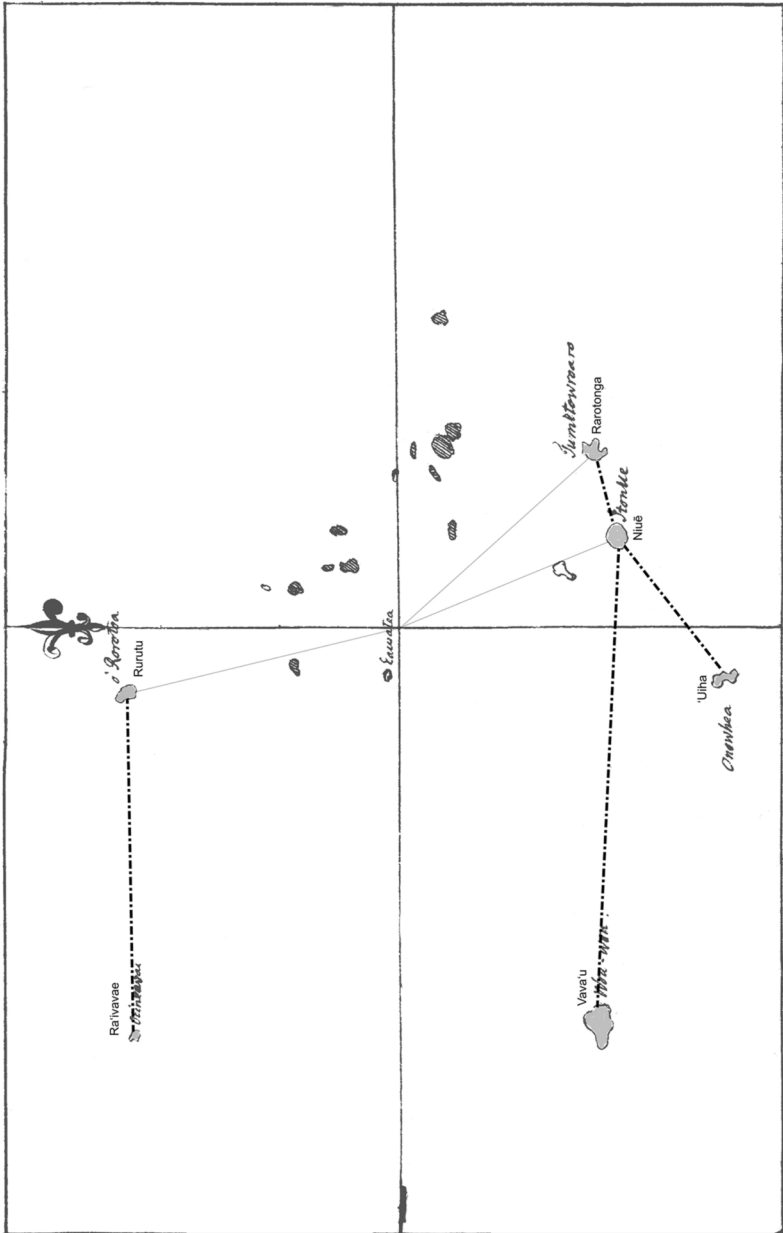 o' Rorotoa
Rurutu
Ra'ivavae
Eawatea
Rarotonga
Niuē
'Uiha
Onowhea
Vava'u